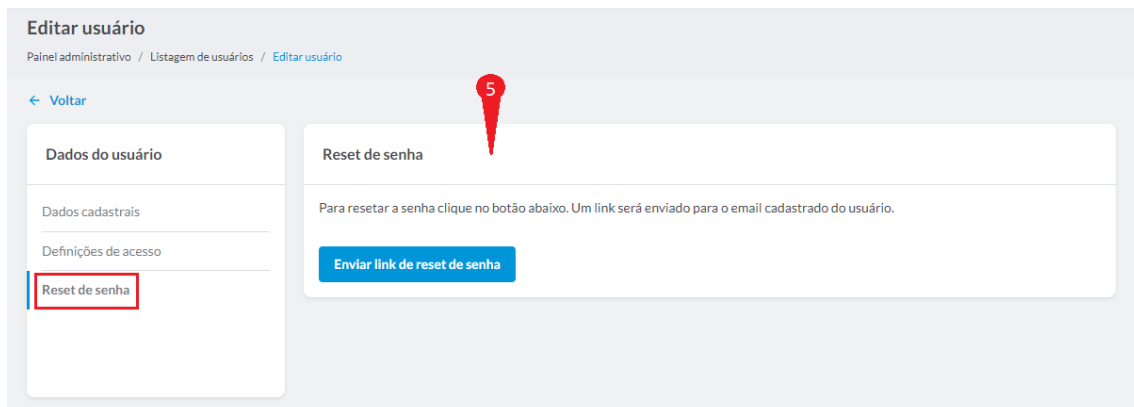 Editar usuário
Painel administrativo / Listagem de usuários / Editar usuário
← Voltar
5
Dados do usuário
Dados cadastrais
Definições de acesso
Reset de senha
Reset de senha
Para resetar a senha clique no botão abaixo. Um link será enviado para o email cadastrado do usuário.
Enviar link de reset de senha